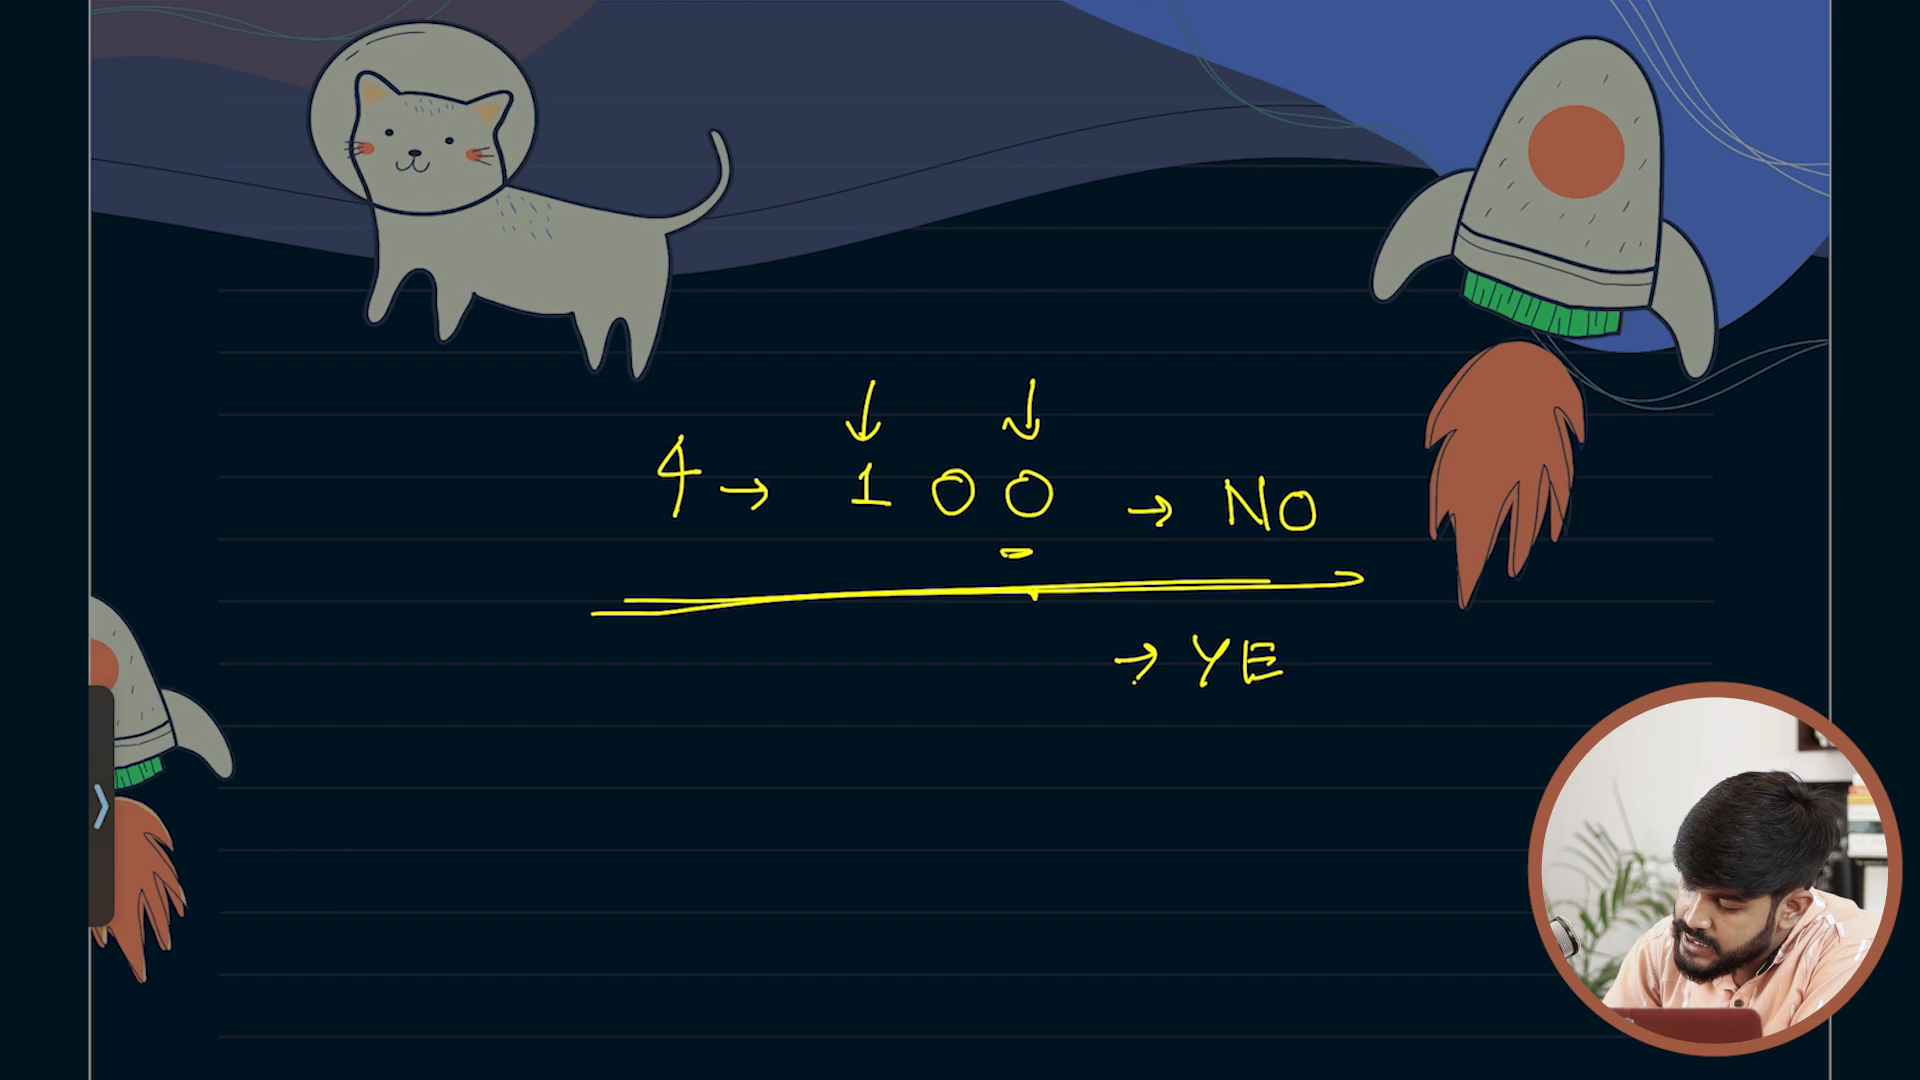 4 → 1 0 0 → NO
→ YE